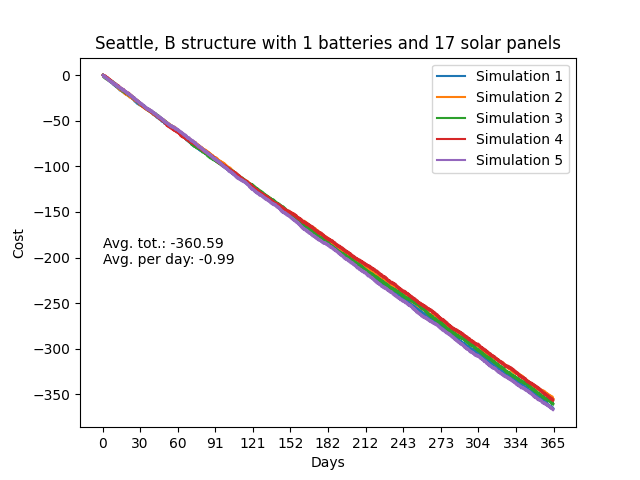 Seattle, B structure with 1 batteries and 17 solar panels
0
−50
−100
−150
−200
−250
−300
−350
Cost
Simulation 1
Simulation 2
Simulation 3
Simulation 4
Simulation 5
Avg. tot.: -360.59
Avg. per day: -0.99
0 30 60 91 121 152 182 212 243 273 304 334 365
Days